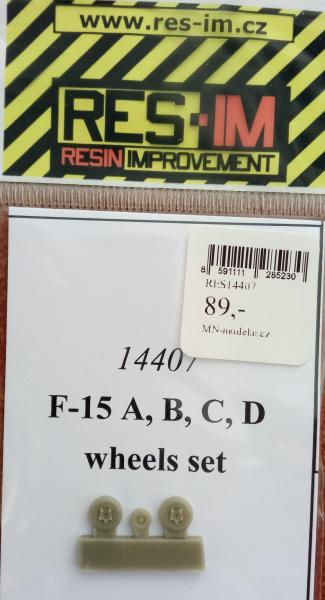 www.res-im.cz
RES-IM
RESIN IMPROVEMENT
8 591111 285230
RES14407
89,-
MN-modelar.cz
14407
F-15 A, B, C, D
wheels set